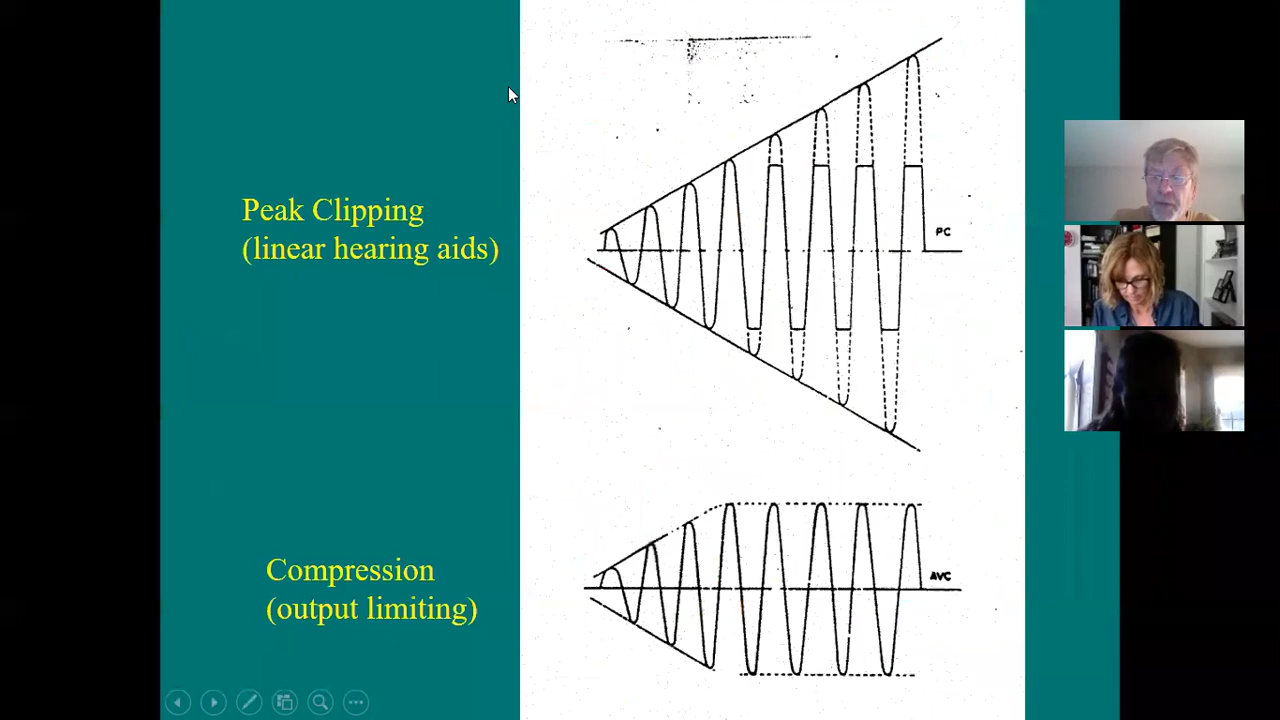 Peak Clipping
(linear hearing aids)
PC
Compression
(output limiting)
AVC